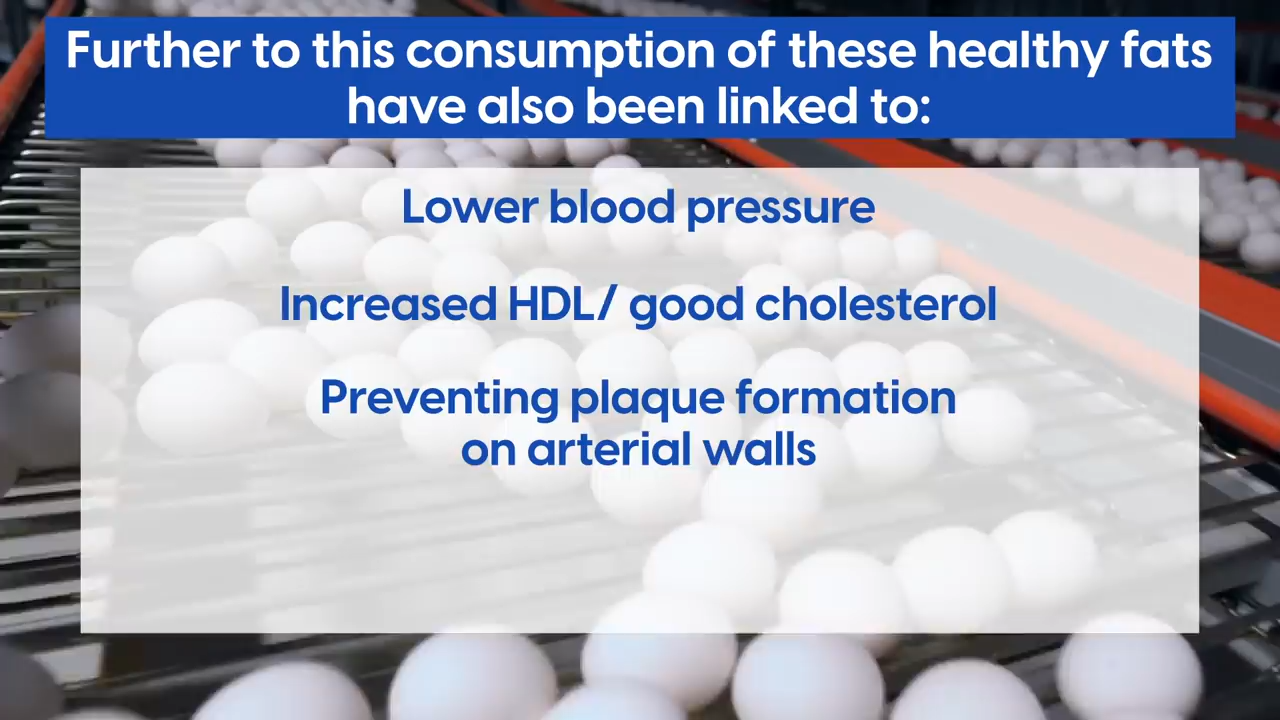 Further to this consumption of these healthy fats
have also been linked to:
Lower blood pressure
Increased HDL/ good cholesterol
Preventing plaque formation
on arterial walls